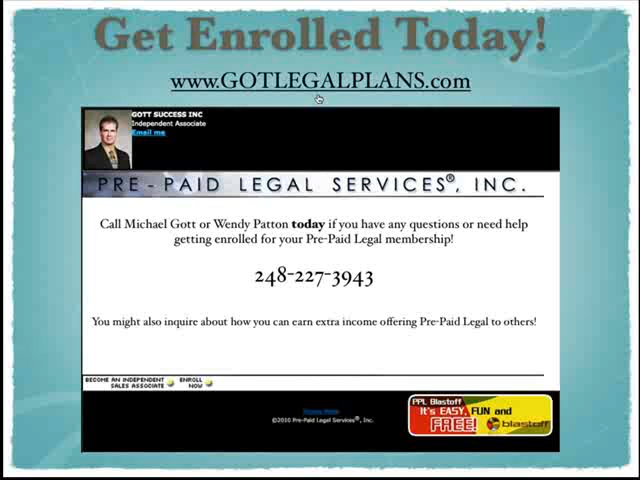 Get Enrolled Today!
www.GOTLEGALPLANS.com
GOTT SUCCESS INC
Independent Associate
Email me
PRE-PAID LEGAL SERVICES®, INC.
Call Michael Gott or Wendy Patton today if you have any questions or need help
getting enrolled for your Pre-Paid Legal membership!
248-227-3943
You might also inquire about how you can earn extra income offering Pre-Paid Legal to others!
BECOME AN INDEPENDENT
SALES ASSOCIATE
ENROLL
NOW
©2010 Pre-Paid Legal Services®, Inc.
PPL Blastoff
It's EASY, FUN and
FREE!
blastoff